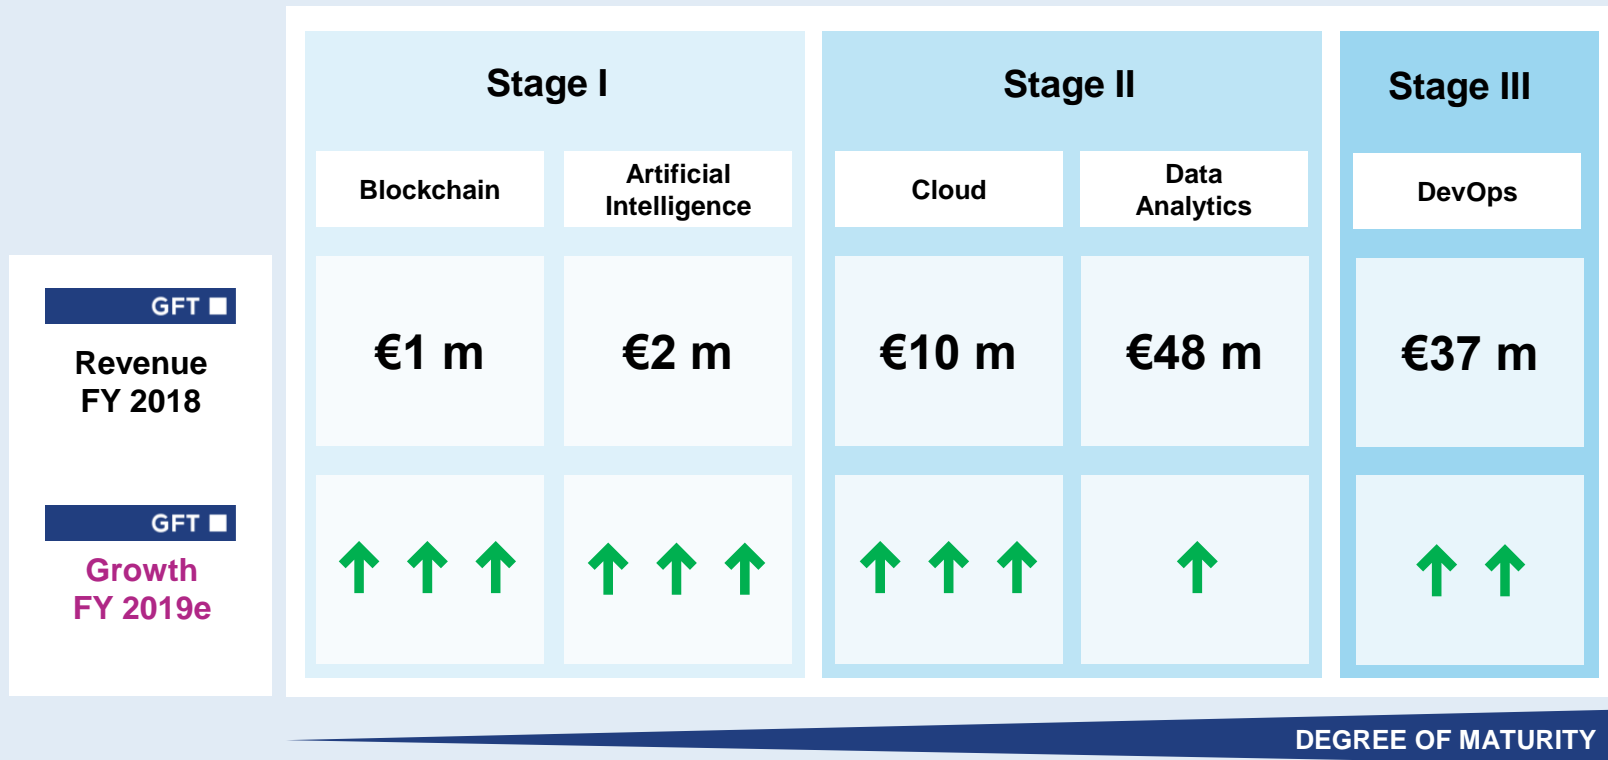 Stage I
Stage II
Stage III
Blockchain
Artificial
Intelligence
Cloud
Data
Analytics
DevOps
GFT
Revenue
FY 2018
€1 m
€2 m
€10 m
€48 m
€37 m
GFT
Growth
FY 2019e
DEGREE OF MATURITY